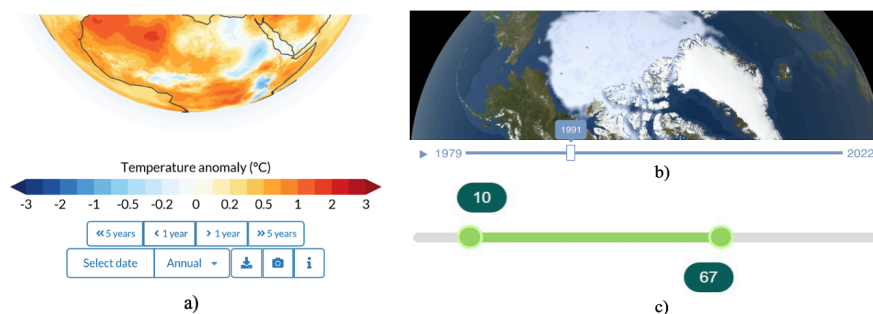 Temperature anomaly (°C)
-3 -2 -1 -0.5 -0.2 0 0.2 0.5 1 2 3
« 5 years ‹ 1 year › 1 year » 5 years
Select date Annual
i
a)
1991
1979 2022
b)
10
67
c)